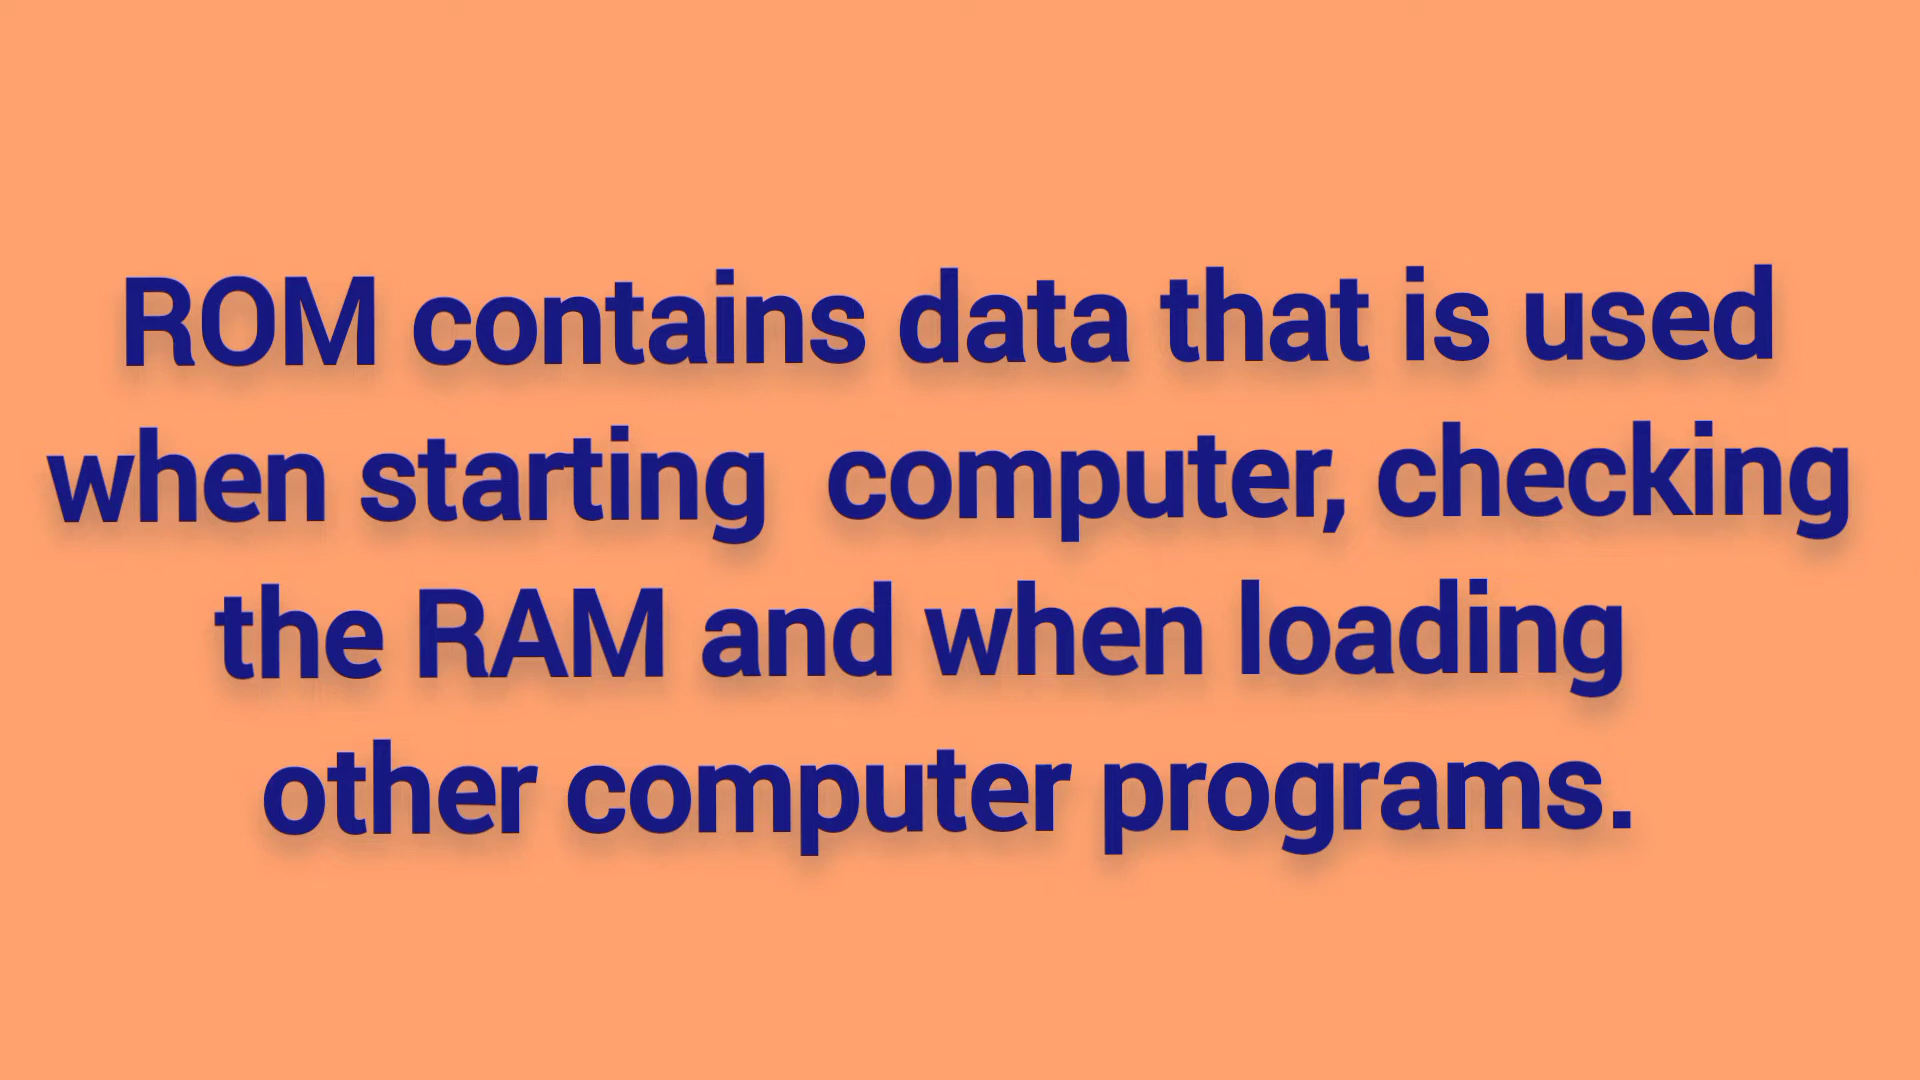 ROM contains data that is used
when starting  computer, checking
the RAM and when loading
other computer programs.